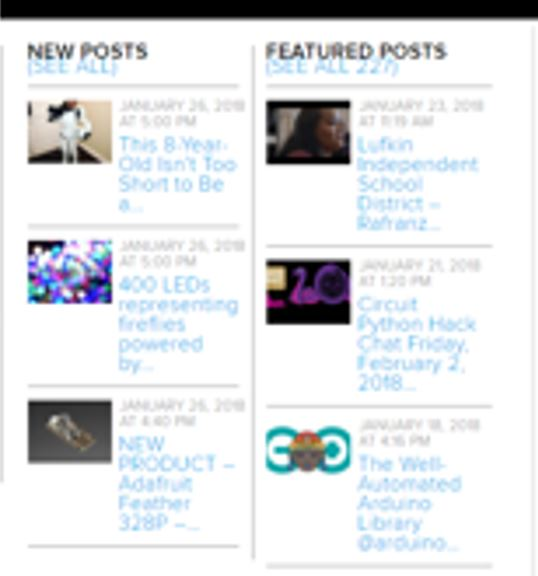 NEW POSTS
(SEE ALL)
JANUARY 26, 2018
AT 5:00 PM
This 8-Year-
Old Isn't Too
Short to Be
a...
JANUARY 26, 2018
AT 5:00 PM
400 LEDs
representing
fireflies
powered
by...
JANUARY 26, 2018
AT 4:40 PM
NEW
PRODUCT –
Adafruit
Feather
328P –...
FEATURED POSTS
(SEE ALL 227)
JANUARY 23, 2018
AT 11:19 AM
Lufkin
Independent
School
District –
Rafranz...
JANUARY 21, 2018
AT 1:20 PM
Circuit
Python Hack
Chat Friday,
February 2,
2018...
JANUARY 18, 2018
AT 4:16 PM
The Well-
Automated
Arduino
Library
@arduino...